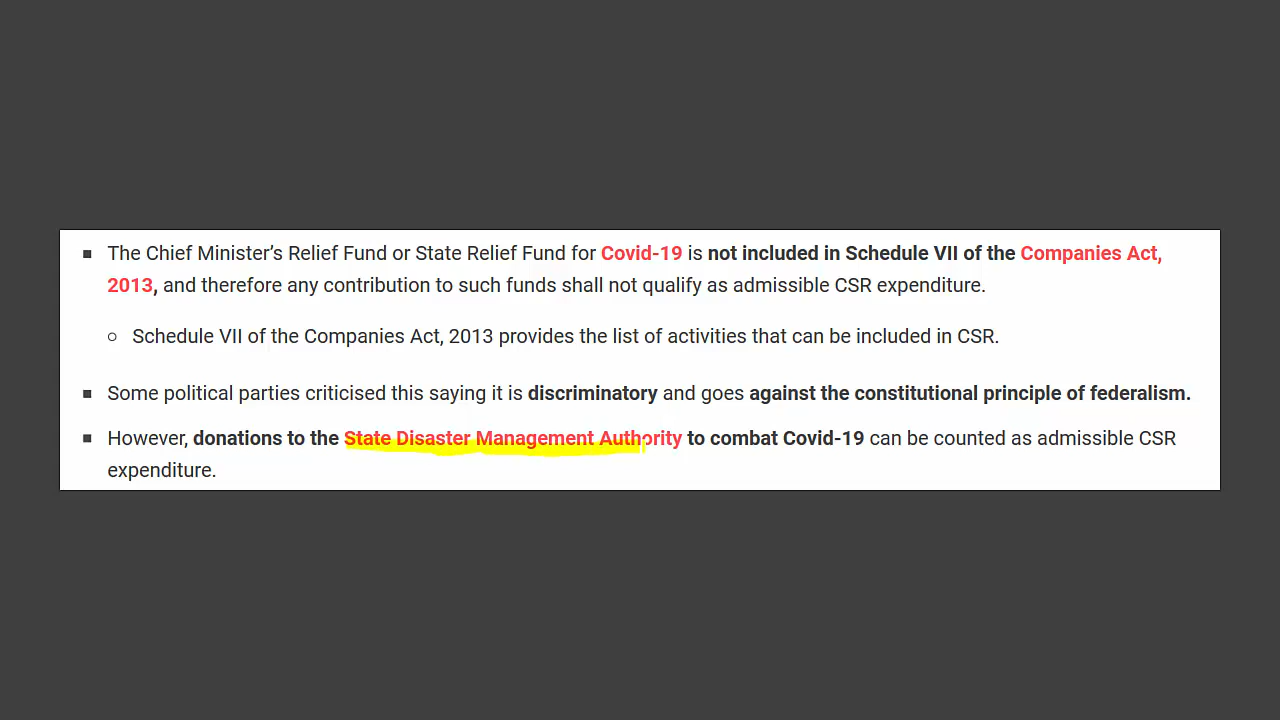 The Chief Minister’s Relief Fund or State Relief Fund for Covid-19 is not included in Schedule VII of the Companies Act,
2013, and therefore any contribution to such funds shall not qualify as admissible CSR expenditure.
Schedule VII of the Companies Act, 2013 provides the list of activities that can be included in CSR.
Some political parties criticised this saying it is discriminatory and goes against the constitutional principle of federalism.
However, donations to the State Disaster Management Authority to combat Covid-19 can be counted as admissible CSR
expenditure.